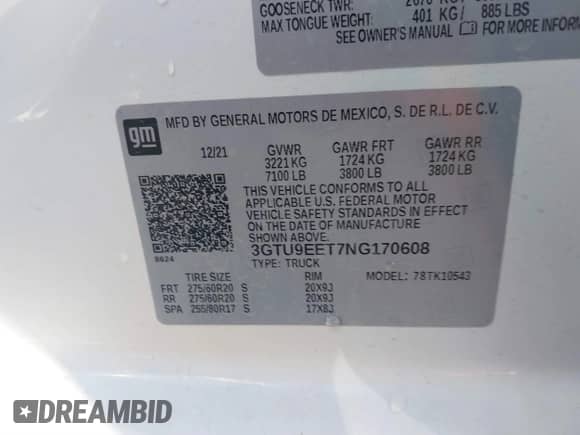 GOOSENECK TWR:
MAX TONGUE WEIGHT: 401 KG / 885 LBS
SEE OWNER'S MANUAL FOR MORE INFORM
gm
MFD BY GENERAL MOTORS DE MEXICO, S. DE R.L. DE C.V.
12/21 GVWR GAWR FRT GAWR RR
3221 KG 1724 KG 1724 KG
7100 LB 3800 LB 3800 LB
THIS VEHICLE CONFORMS TO ALL
APPLICABLE U.S. FEDERAL MOTOR
VEHICLE SAFETY STANDARDS IN EFFECT
ON THE DATE OF MANUFACTURE SHOWN ABOVE.
3GTU9EET7NG170608
8624 TYPE: TRUCK
TIRE SIZE RIM MODEL: 78TK10543
FRT 275/60R20 S 20X9J
RR 275/60R20 S 20X9J
SPA 255/80R17 S 17X8J
DREAMBID